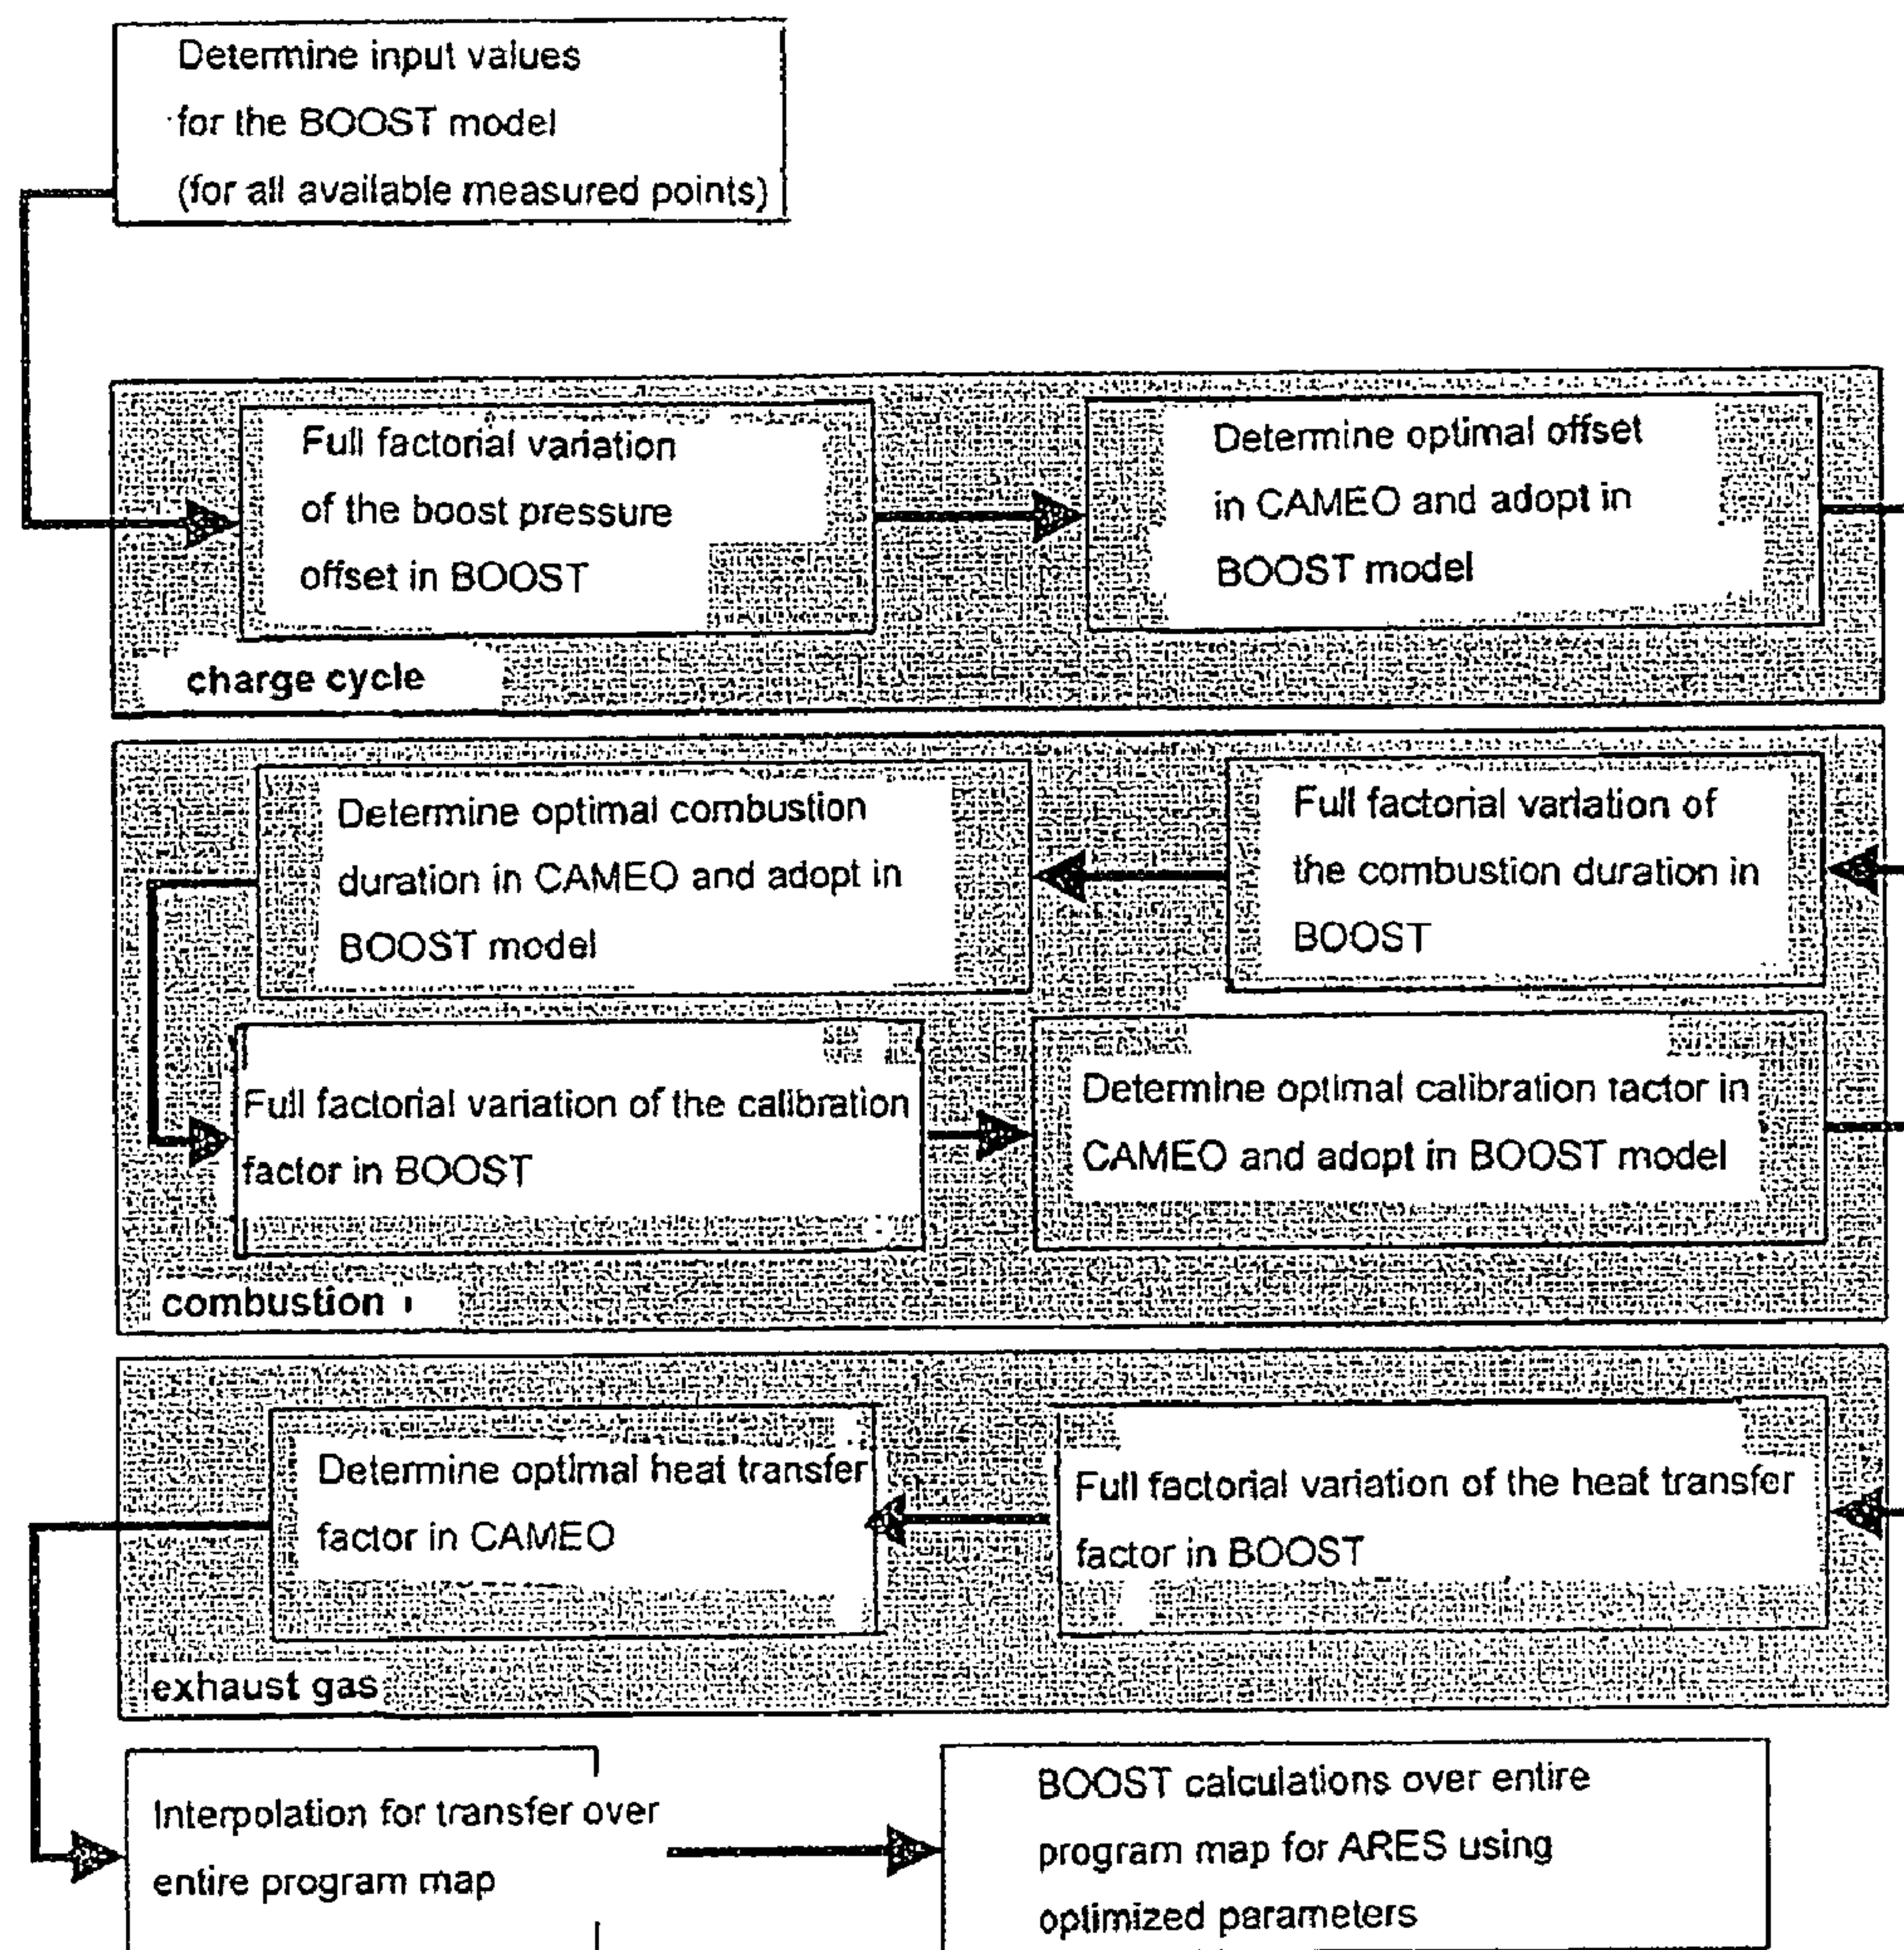 Determine input values
for the BOOST model
(for all available measured points)
Full factorial variation
of the boost pressure
offset in BOOST
Determine optimal offset
in CAMEO and adopt in
BOOST model
charge cycle
Determine optimal combustion
duration in CAMEO and adopt in
BOOST model
Full factorial variation of
the combustion duration in
BOOST
Full factorial variation of the calibration
factor in BOOST
Determine optimal calibration factor in
CAMEO and adopt in BOOST model
combustion
Determine optimal heat transfer
factor in CAMEO
Full factorial variation of the heat transfer
factor in BOOST
exhaust gas
Interpolation for transfer over
entire program map
BOOST calculations over entire
program map for ARES using
optimized parameters